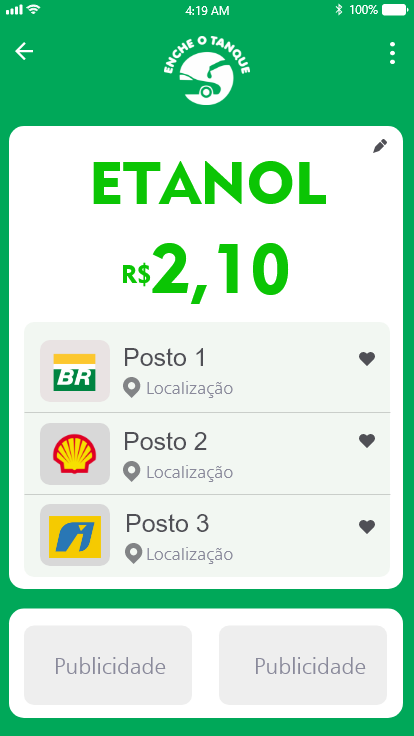 4:19 AM
100%
ENCHE O TANQUE
ETANOL
R$2,10
BR
Posto 1
Localização
Posto 2
Localização
Posto 3
Localização
Publicidade
Publicidade